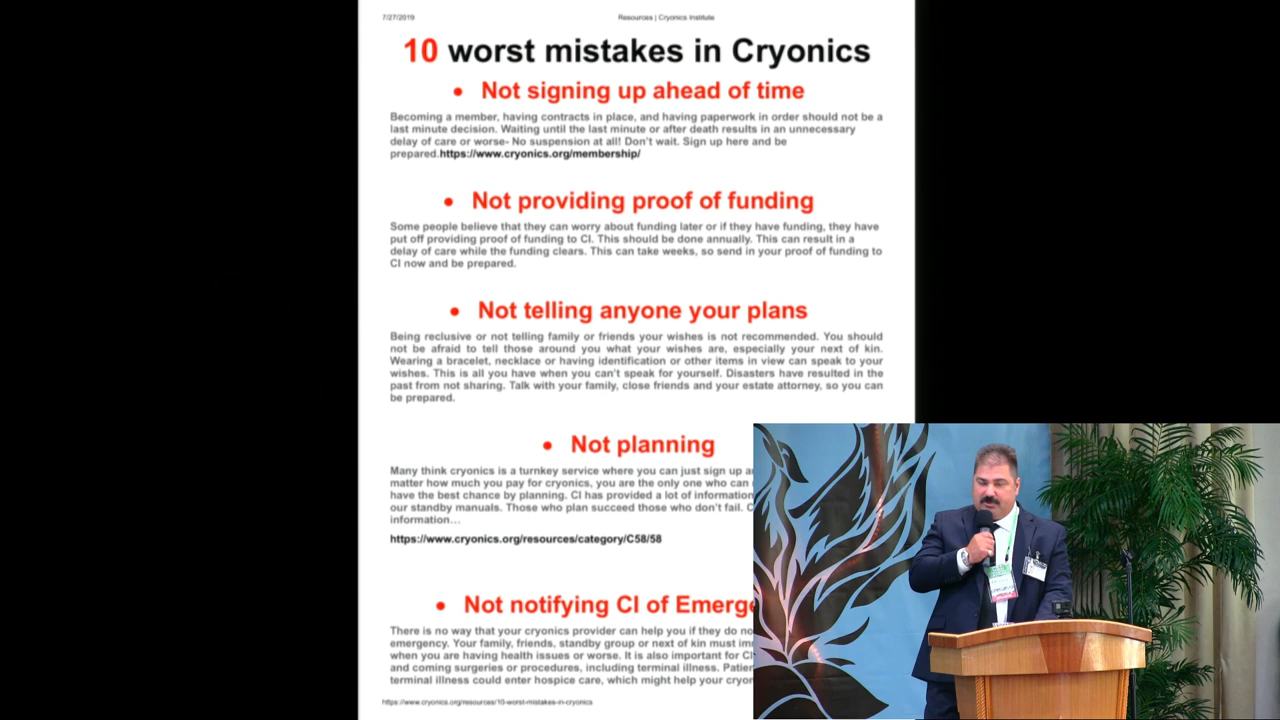 7/27/2019 Resources | Cryonics Institute
10 worst mistakes in Cryonics
• Not signing up ahead of time
Becoming a member, having contracts in place, and having paperwork in order should not be a
last minute decision. Waiting until the last minute or after death results in an unnecessary
delay of care or worse- No suspension at all! Don't wait. Sign up here and be
prepared.https://www.cryonics.org/membership/
• Not providing proof of funding
Some people believe that they can worry about funding later or if they have funding, they have
put off providing proof of funding to CI. This should be done annually. This can result in a
delay of care while the funding clears. This can take weeks, so send in your proof of funding to
CI now and be prepared.
• Not telling anyone your plans
Being reclusive or not telling family or friends your wishes is not recommended. You should
not be afraid to tell those around you what your wishes are, especially your next of kin.
Wearing a bracelet, necklace or having identification or other items in view can speak to your
wishes. This is all you have when you can't speak for yourself. Disasters have resulted in the
past from not sharing. Talk with your family, close friends and your estate attorney, so you can
be prepared.
• Not planning
Many think cryonics is a turnkey service where you can just sign up
matter how much you pay for cryonics, you are the only one who can
have the best chance by planning. CI has provided a lot of information
our standby manuals. Those who plan succeed those who don't fail.
information…
https://www.cryonics.org/resources/category/C58/58
• Not notifying CI of Emerge
There is no way that your cryonics provider can help you if they do no
emergency. Your family, friends, standby group or next of kin must im
when you are having health issues or worse. It is also important for CI
and coming surgeries or procedures, including terminal illness. Patien
terminal illness could enter hospice care, which might help your cryon
https://www.cryonics.org/resources/10-worst-mistakes-in-cryonics